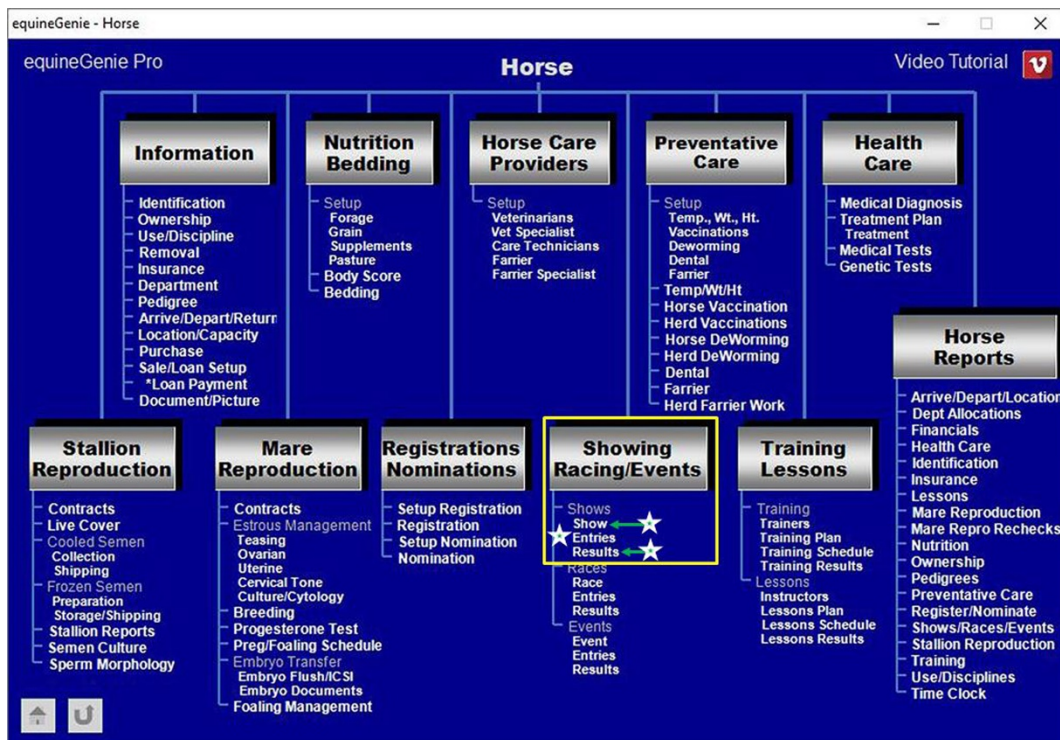 equineGenie - Horse
equineGenie Pro
Horse
Video Tutorial
Information
Identification
Ownership
Use/Discipline
Removal
Insurance
Department
Pedigree
Arrive/Depart/Return
Location/Capacity
Purchase
Sale/Loan Setup
*Loan Payment
Document/Picture
Nutrition
Bedding
Setup
Forage
Grain
Supplements
Pasture
Body Score
Bedding
Horse Care
Providers
Setup
Veterinarians
Vet Specialist
Care Technicians
Farrier
Farrier Specialist
Preventative
Care
Setup
Temp., Wt., Ht.
Vaccinations
Deworming
Dental
Farrier
Temp/Wt/Ht
Horse Vaccination
Herd Vaccinations
Horse DeWorming
Herd DeWorming
Dental
Farrier
Herd Farrier Work
Health
Care
Medical Diagnosis
Treatment Plan
Treatment
Medical Tests
Genetic Tests
Stallion
Reproduction
Contracts
Live Cover
Cooled Semen
Collection
Shipping
Frozen Semen
Preparation
Storage/Shipping
Stallion Reports
Semen Culture
Sperm Morphology
Mare
Reproduction
Contracts
Estrous Management
Teasing
Ovarian
Uterine
Cervical Tone
Culture/Cytology
Breeding
Progesterone Test
Preg/Foaling Schedule
Embryo Transfer
Embryo Flush/ICSI
Embryo Documents
Foaling Management
Registrations
Nominations
Setup Registration
Registration
Setup Nomination
Nomination
Showing
Racing/Events
Shows
Show
Entries
Results
Races
Race
Entries
Results
Events
Event
Entries
Results
Training
Lessons
Training
Trainers
Training Plan
Training Schedule
Training Results
Lessons
Instructors
Lessons Plan
Lessons Schedule
Lessons Results
Horse
Reports
Arrive/Depart/Location
Dept Allocations
Financials
Health Care
Identification
Insurance
Lessons
Mare Reproduction
Mare Repro Rechecks
Nutrition
Ownership
Pedigrees
Preventative Care
Register/Nominate
Shows/Races/Events
Stallion Reproduction
Training
Use/Disciplines
Time Clock